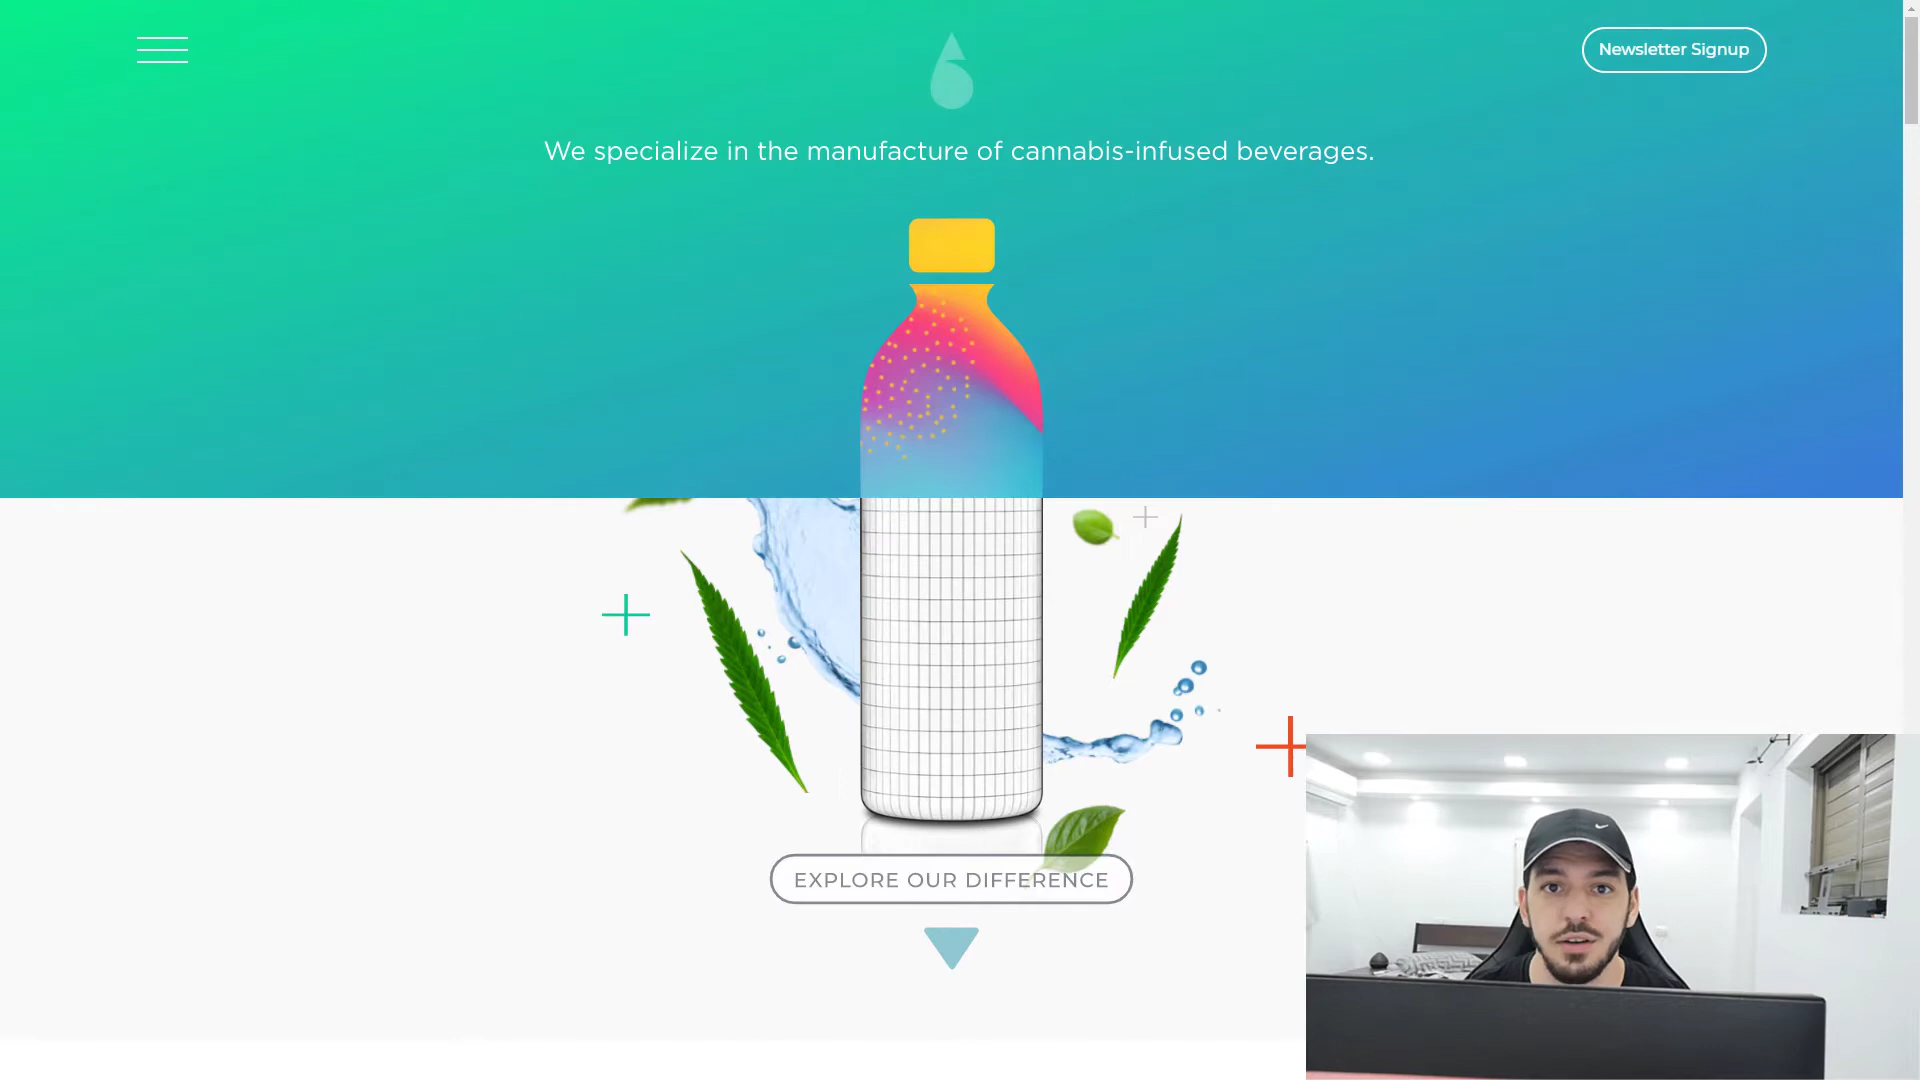 Newsletter Signup
We specialize in the manufacture of cannabis-infused beverages.
EXPLORE OUR DIFFERENCE